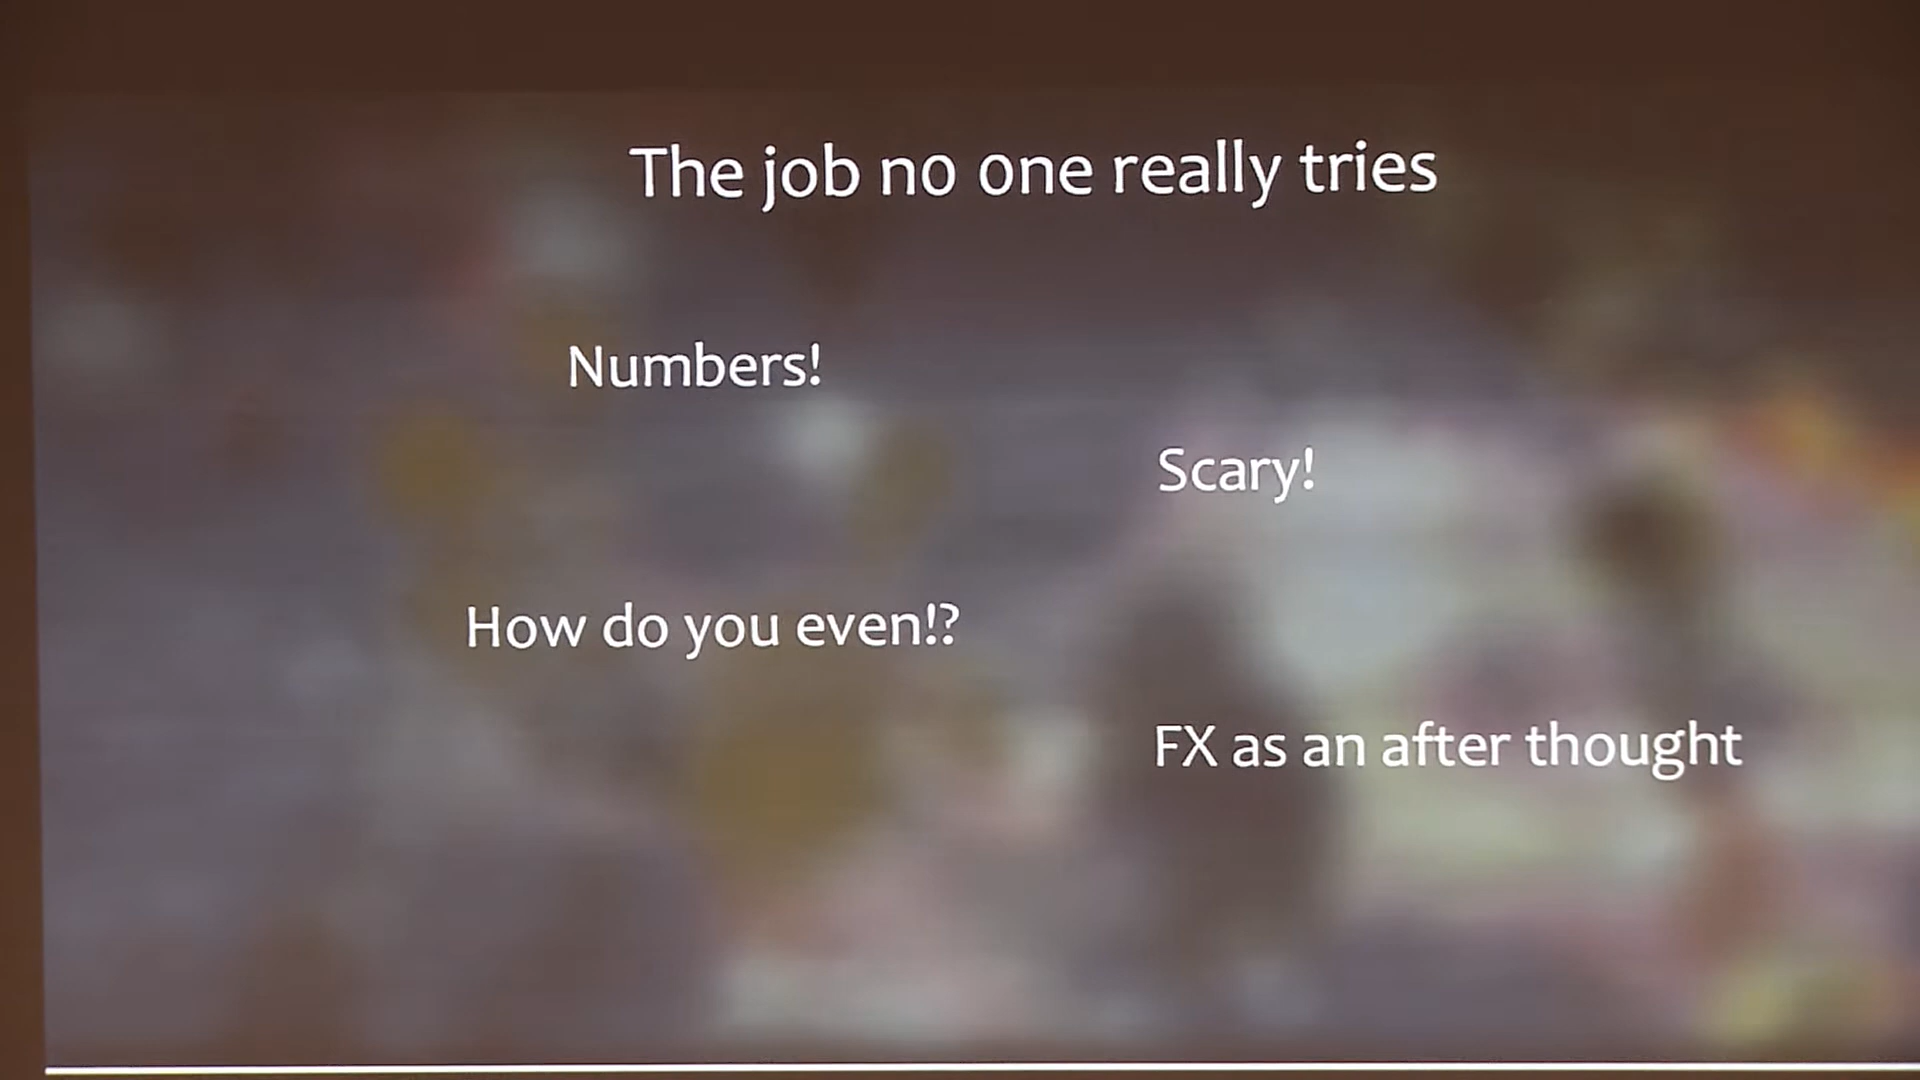 The job no one really tries
Numbers!
Scary!
How do you even!?
FX as an after thought